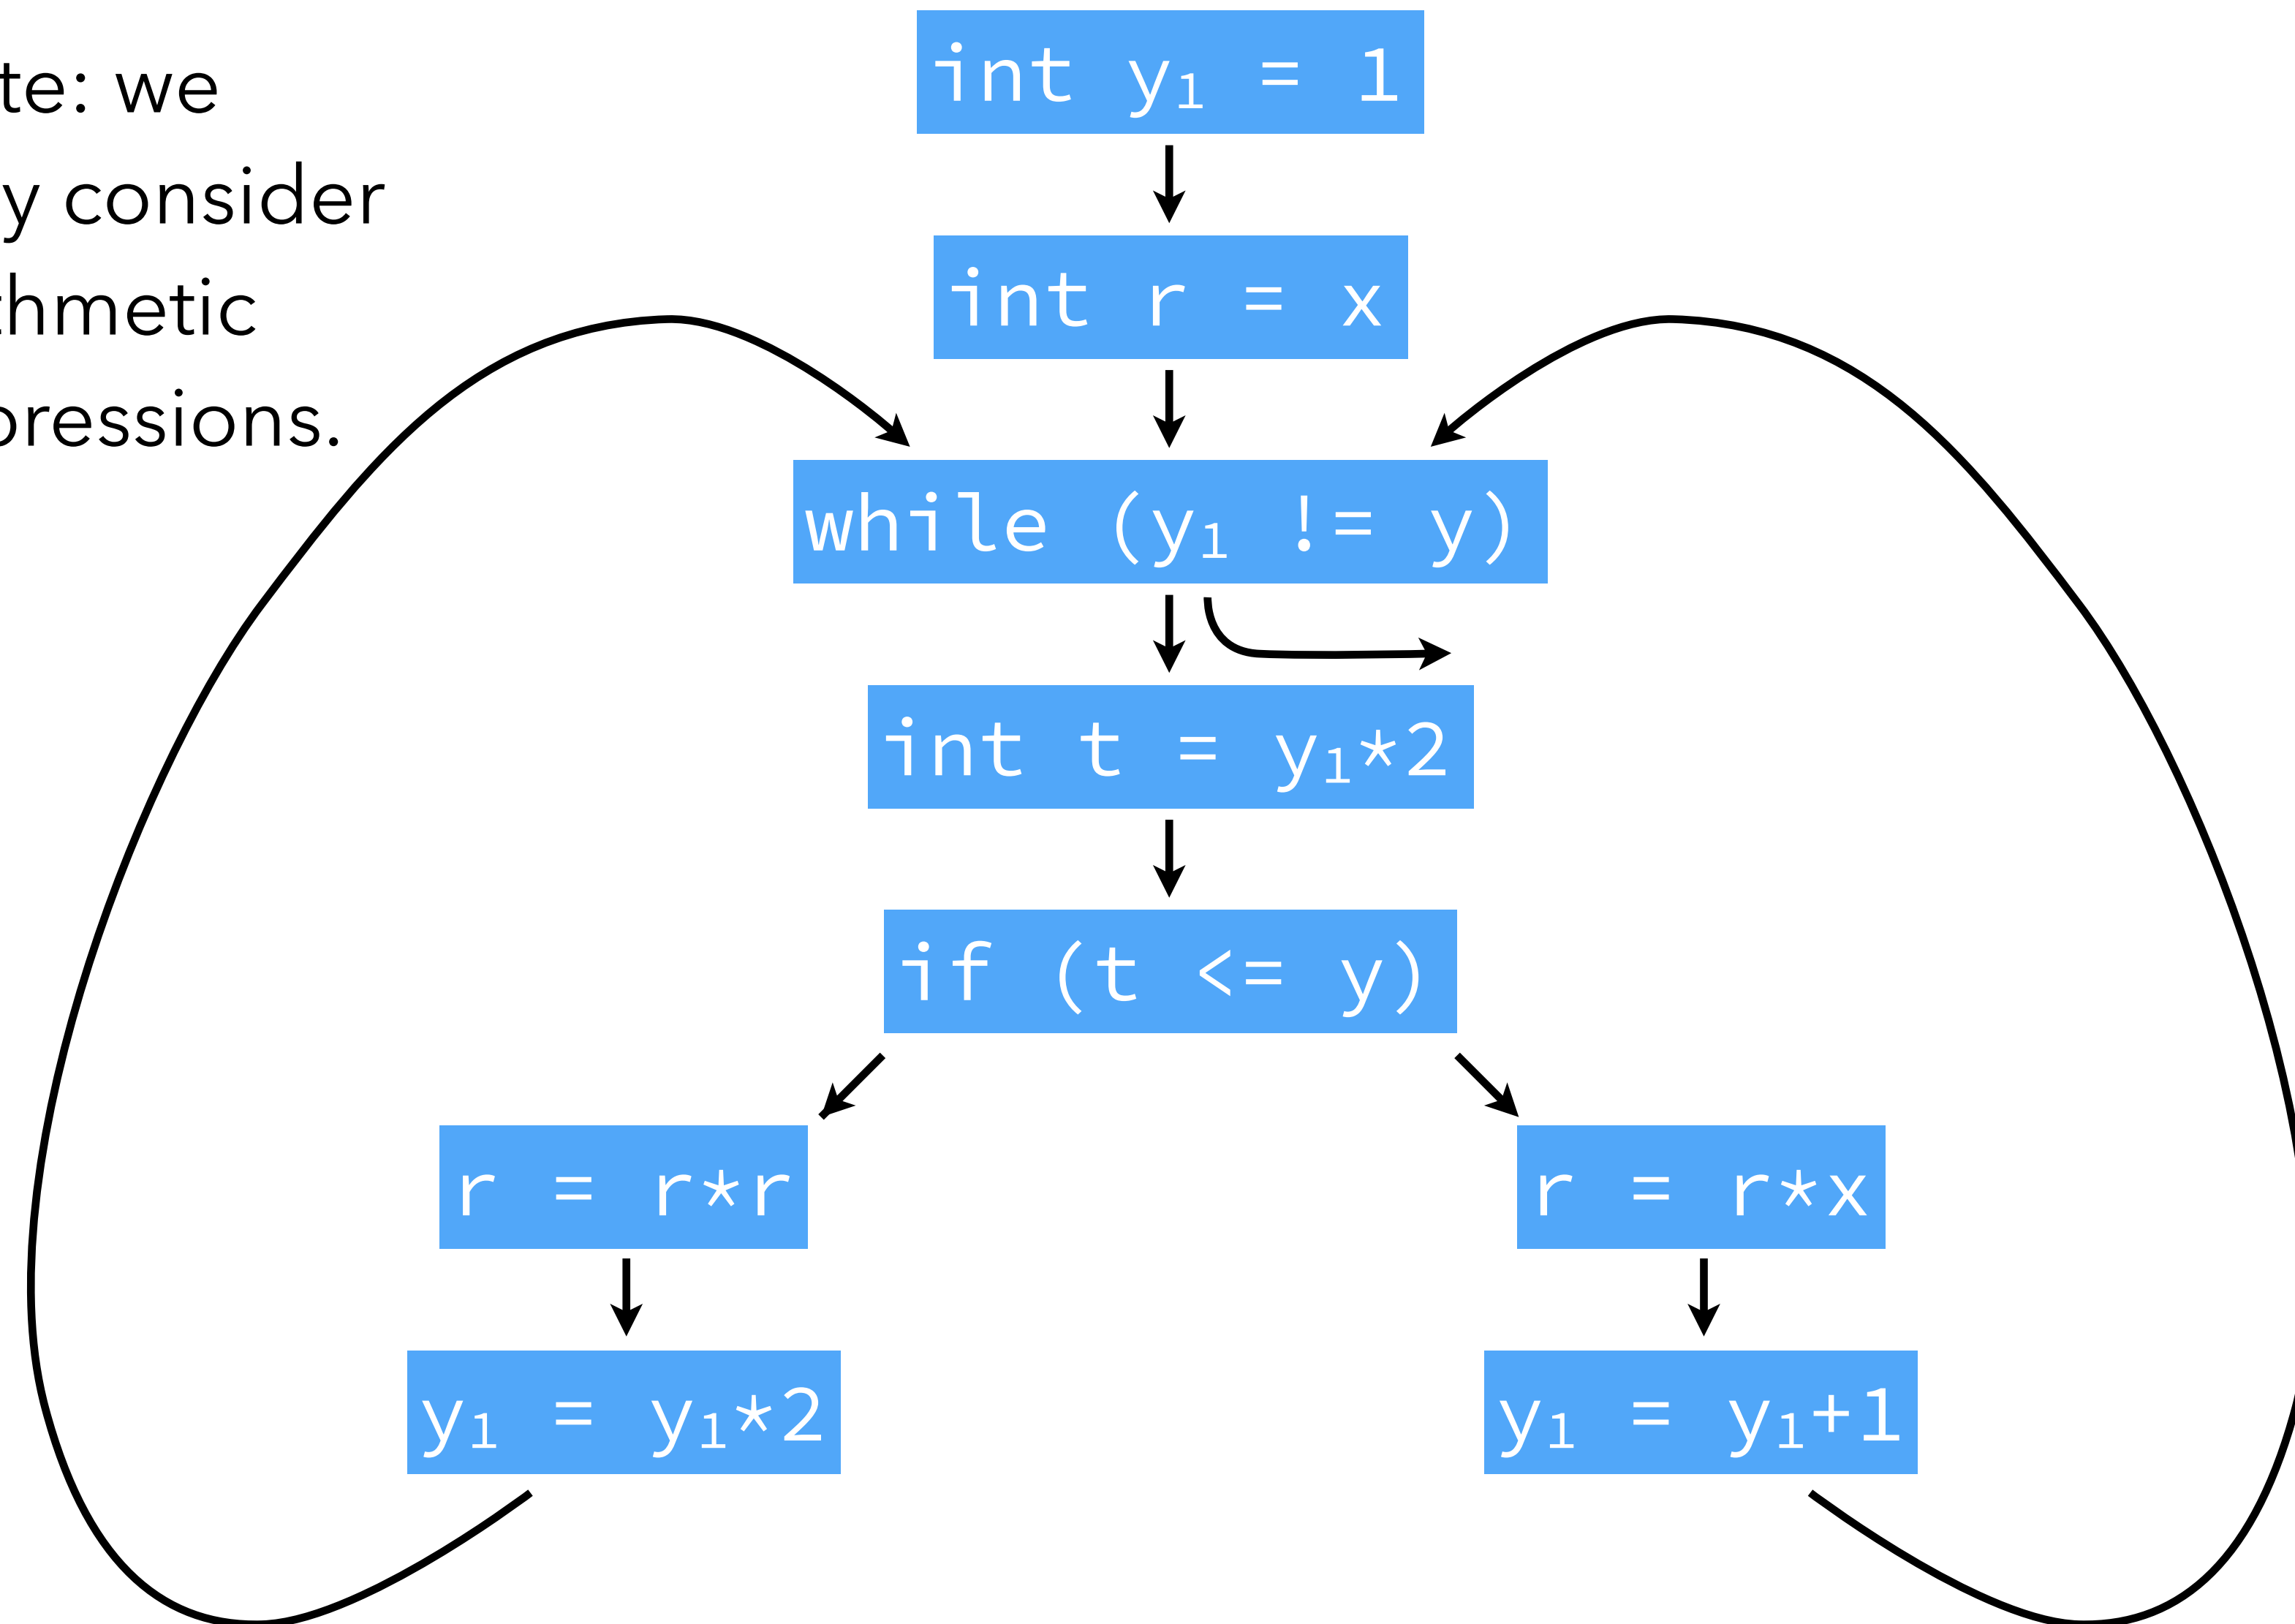 te: we
y consider
thmetic
pressions.
int y₁ = 1
int r = x
while (y₁ != y)
int t = y₁*2
if (t <= y)
r = r*r
r = r*x
y₁ = y₁*2
y₁ = y₁+1